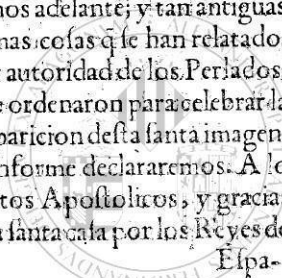 mos adelante; y tan antiguas
mas coſas q̃ ſe han relatado
autoridad de los Perlados,
e ordenaron para celebrar la
paricion deſta ſanta imagen
nforme declararemos. A lo
tos Apoſtolicos, y gracia
ſanta caſa por los Reyes de
Eſpa-